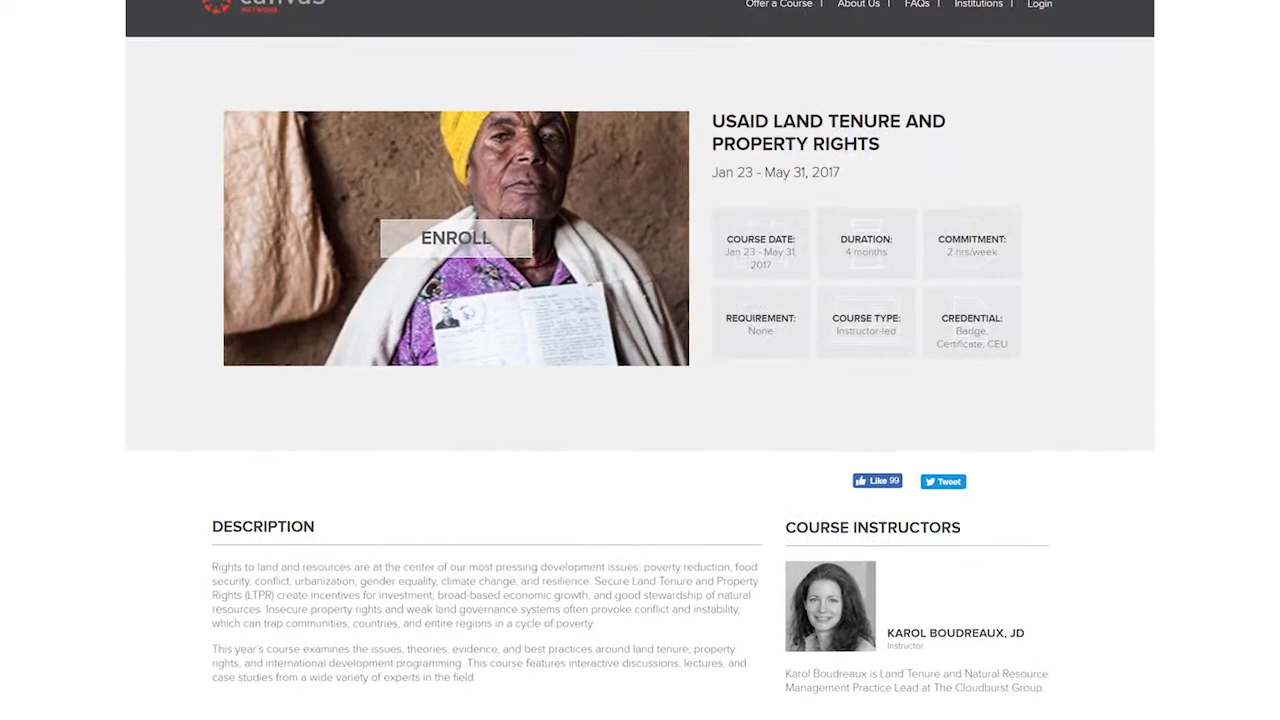 canvas
NETWORK
Offer a Course | About Us | FAQs | Institutions | Login
USAID LAND TENURE AND
PROPERTY RIGHTS
Jan 23 - May 31, 2017
ENROLL
COURSE DATE:
Jan 23 - May 31,
2017
DURATION:
4 months
COMMITMENT:
2 hrs/week
REQUIREMENT:
None
COURSE TYPE:
Instructor-led
CREDENTIAL:
Badge,
Certificate, CEU
Like 99
Tweet
DESCRIPTION
Rights to land and resources are at the center of our most pressing development issues: poverty reduction, food
security, conflict, urbanization, gender equality, climate change, and resilience. Secure Land Tenure and Property
Rights (LTPR) create incentives for investment, broad-based economic growth, and good stewardship of natural
resources. Insecure property rights and weak land governance systems often provoke conflict and instability,
which can trap communities, countries, and entire regions in a cycle of poverty.
This year's course examines the issues, theories, evidence, and best practices around land tenure, property
rights, and international development programming. This course features interactive discussions, lectures, and
case studies from a wide variety of experts in the field.
COURSE INSTRUCTORS
KAROL BOUDREAUX, JD
Instructor
Karol Boudreaux is Land Tenure and Natural Resource
Management Practice Lead at The Cloudburst Group.